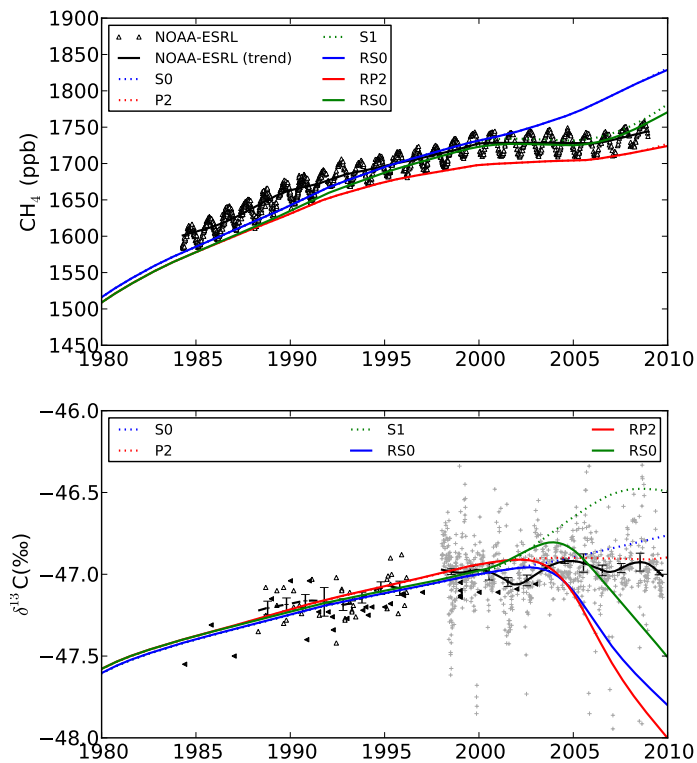 1900
1850
1800
1750
1700
1650
1600
1550
1500
1450
CH4 (ppb)
NOAA-ESRL
NOAA-ESRL (trend)
S0
P2
S1
RS0
RP2
RS0
1980 1985 1990 1995 2000 2005 2010
−46.0
−46.5
−47.0
−47.5
−48.0
δ13C(‰)
S0
P2
S1
RS0
RP2
RS0
1980 1985 1990 1995 2000 2005 2010